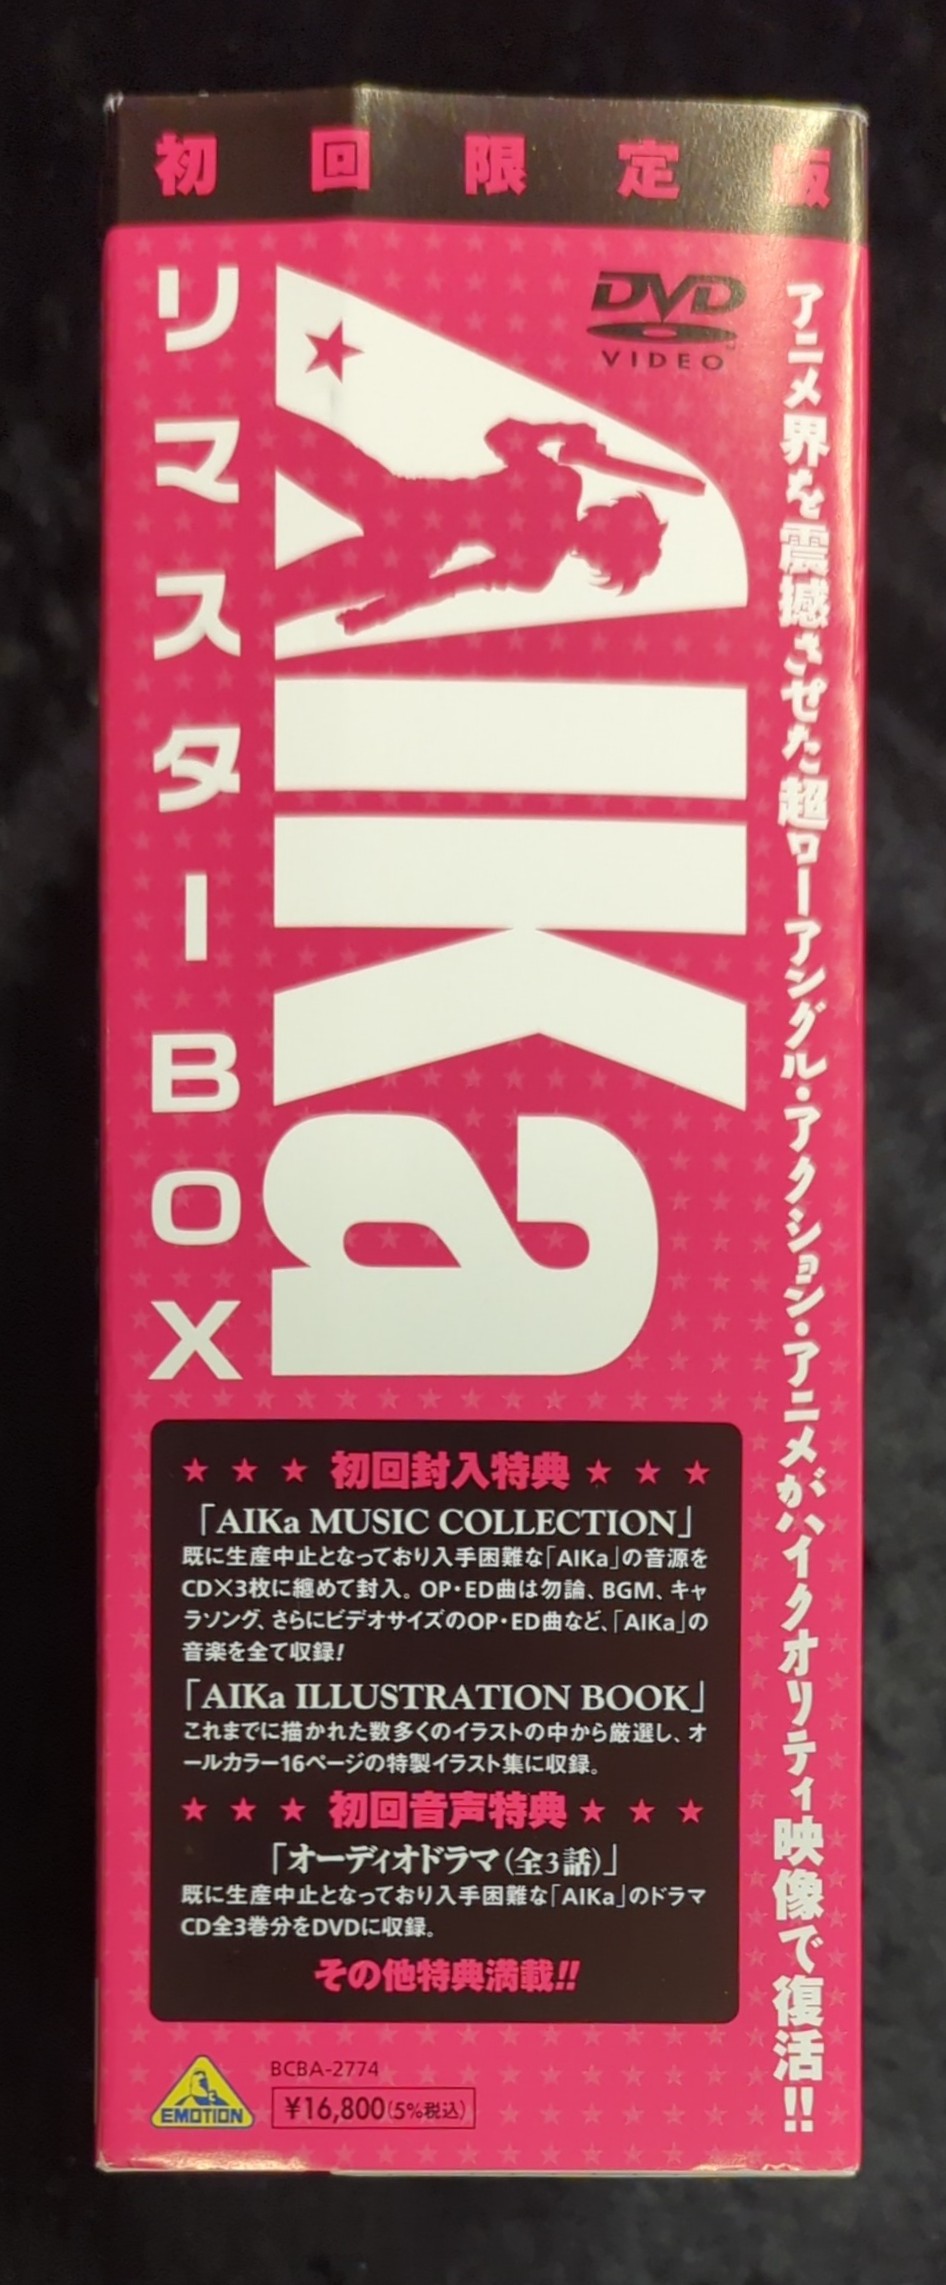 初回限定版
DVD
VIDEO
アニメ界を震撼させた超ローアングル・アクション・アニメがハイクオリティ映像で復活!!
AIKa
リマスターBOX
★★★初回封入特典★★★
「AIKa MUSIC COLLECTION」
既に生産中止となっており入手困難な「AIKa」の音源を
CD×3枚に纏めて封入。OP・ED曲は勿論、BGM、キャ
ラソング、さらにビデオサイズのOP・ED曲など、「AIKa」の
音楽を全て収録!
「AIKa ILLUSTRATION BOOK」
これまでに描かれた数多くのイラストの中から厳選し、オ
ールカラー16ページの特製イラスト集に収録。
★★★初回音声特典★★★
「オーディオドラマ(全3話)」
既に生産中止となっており入手困難な「AIKa」のドラマ
CD全3巻分をDVDに収録。
その他特典満載!!
EMOTION
BCBA-2774
¥16,800(5%税込)